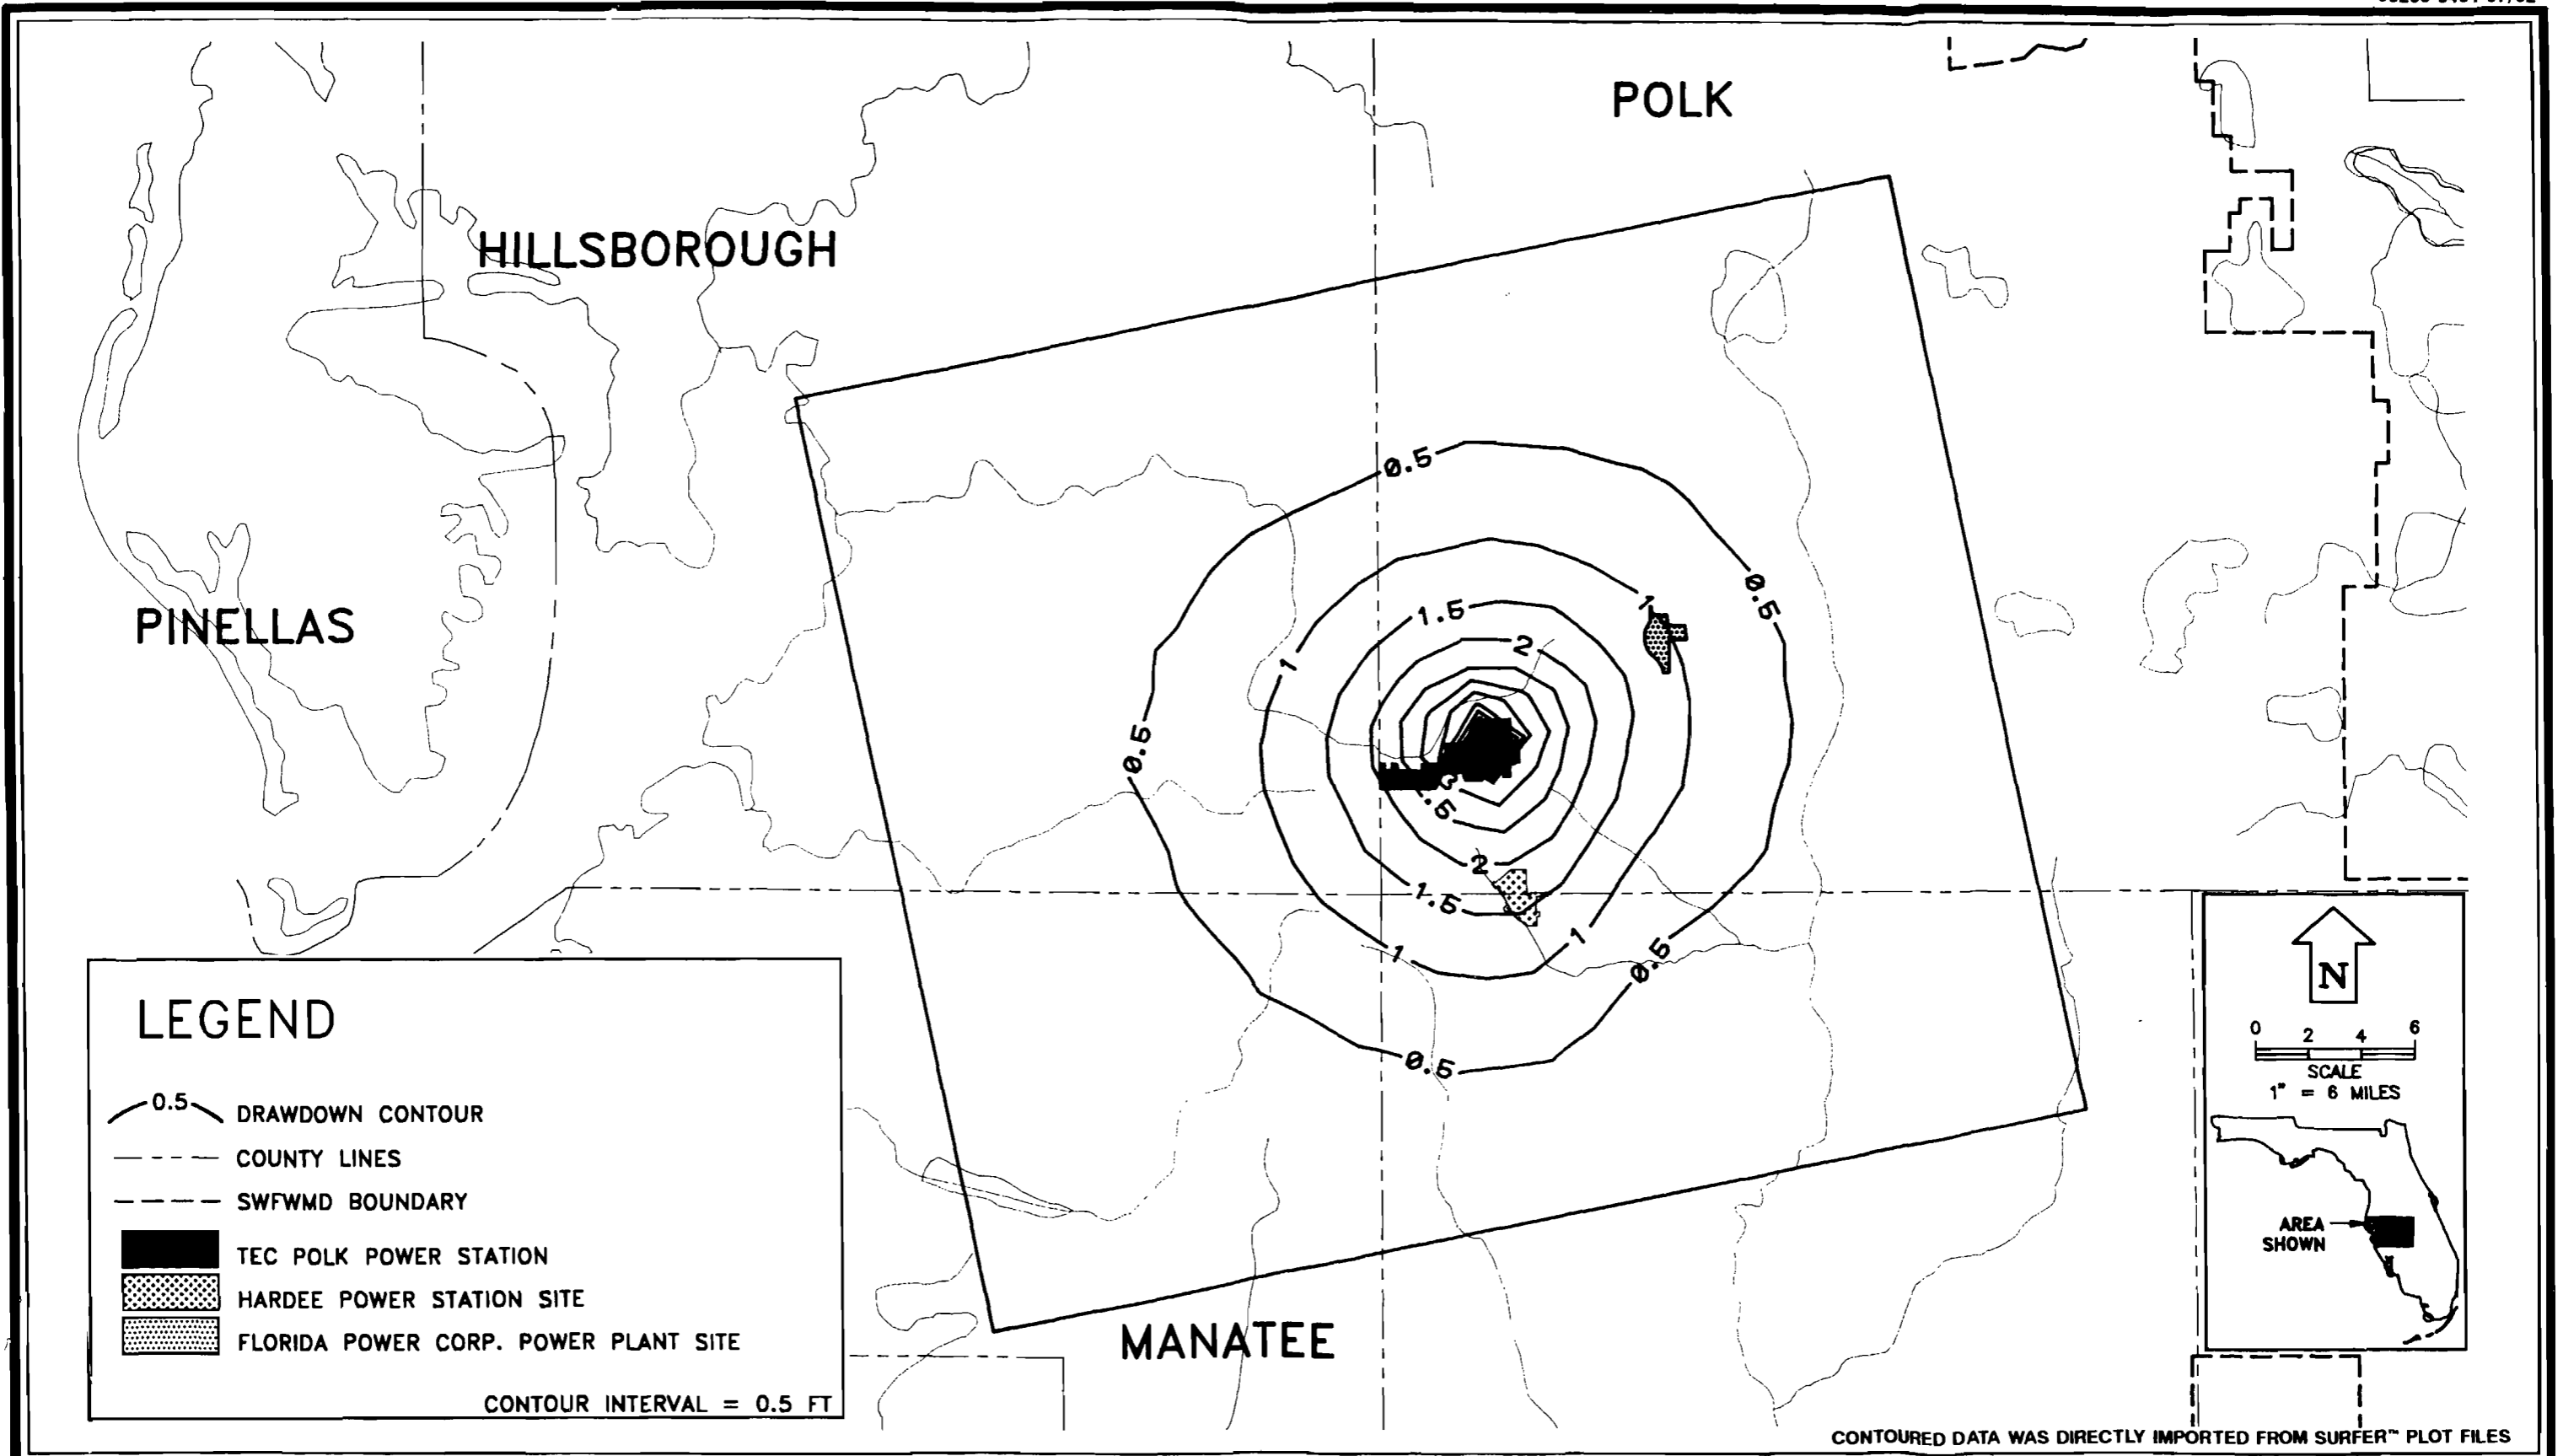 POLK
HILLSBOROUGH
PINELLAS
MANATEE
0.5
0.5
0.5
0.5
0.5
1
1
1
1
1.5
1.5
2
2
3
.5
LEGEND
0.5 DRAWDOWN CONTOUR
COUNTY LINES
SWFWMD BOUNDARY
TEC POLK POWER STATION
HARDEE POWER STATION SITE
FLORIDA POWER CORP. POWER PLANT SITE
CONTOUR INTERVAL = 0.5 FT
N
0 2 4 6
SCALE
1" = 6 MILES
AREA
SHOWN
CONTOURED DATA WAS DIRECTLY IMPORTED FROM SURFER™ PLOT FILES